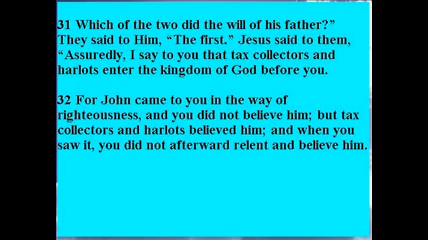 31 Which of the two did the will of his father?”
They said to Him, “The first.” Jesus said to them,
“Assuredly, I say to you that tax collectors and
harlots enter the kingdom of God before you.
32 For John came to you in the way of
righteousness, and you did not believe him; but tax
collectors and harlots believed him; and when you
saw it, you did not afterward relent and believe him.